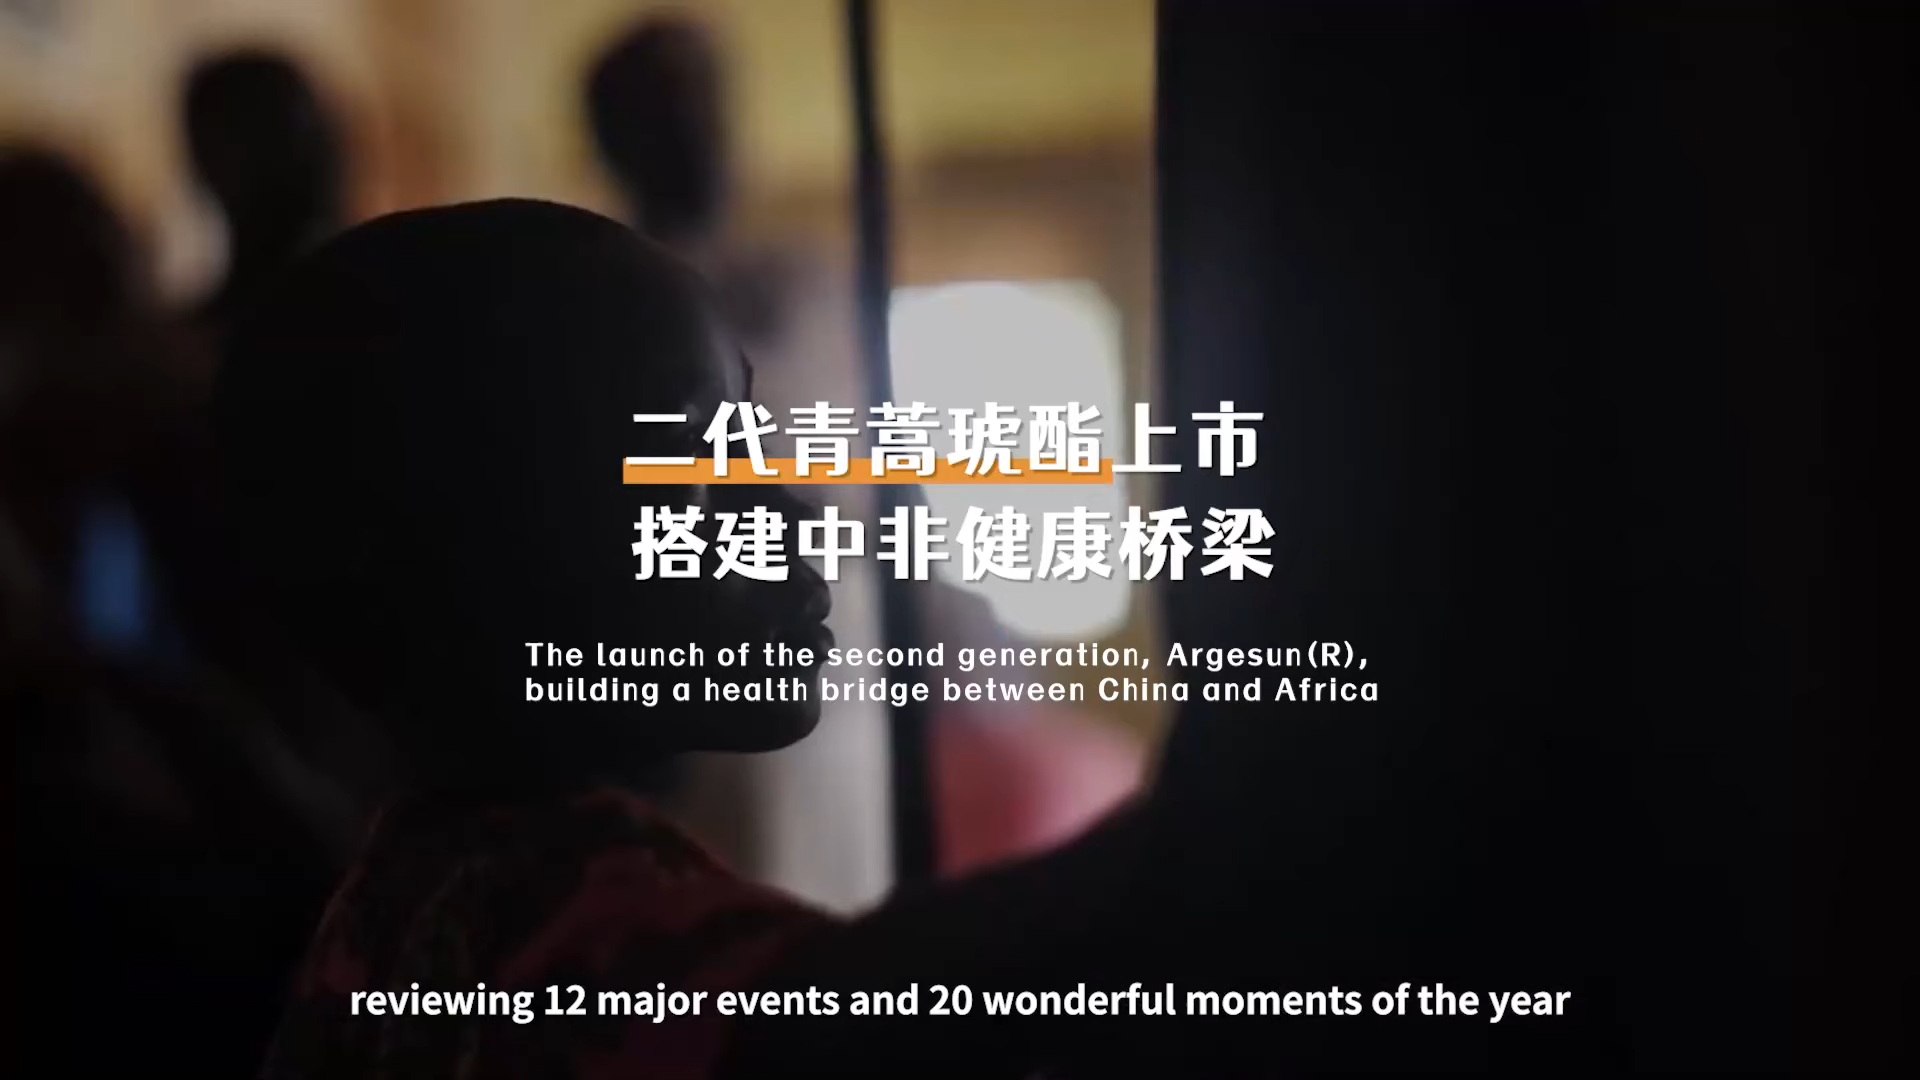 二代青蒿琥酯上市
搭建中非健康桥梁
The launch of the second generation, Argesun(R),
building a health bridge between China and Africa
reviewing 12 major events and 20 wonderful moments of the year